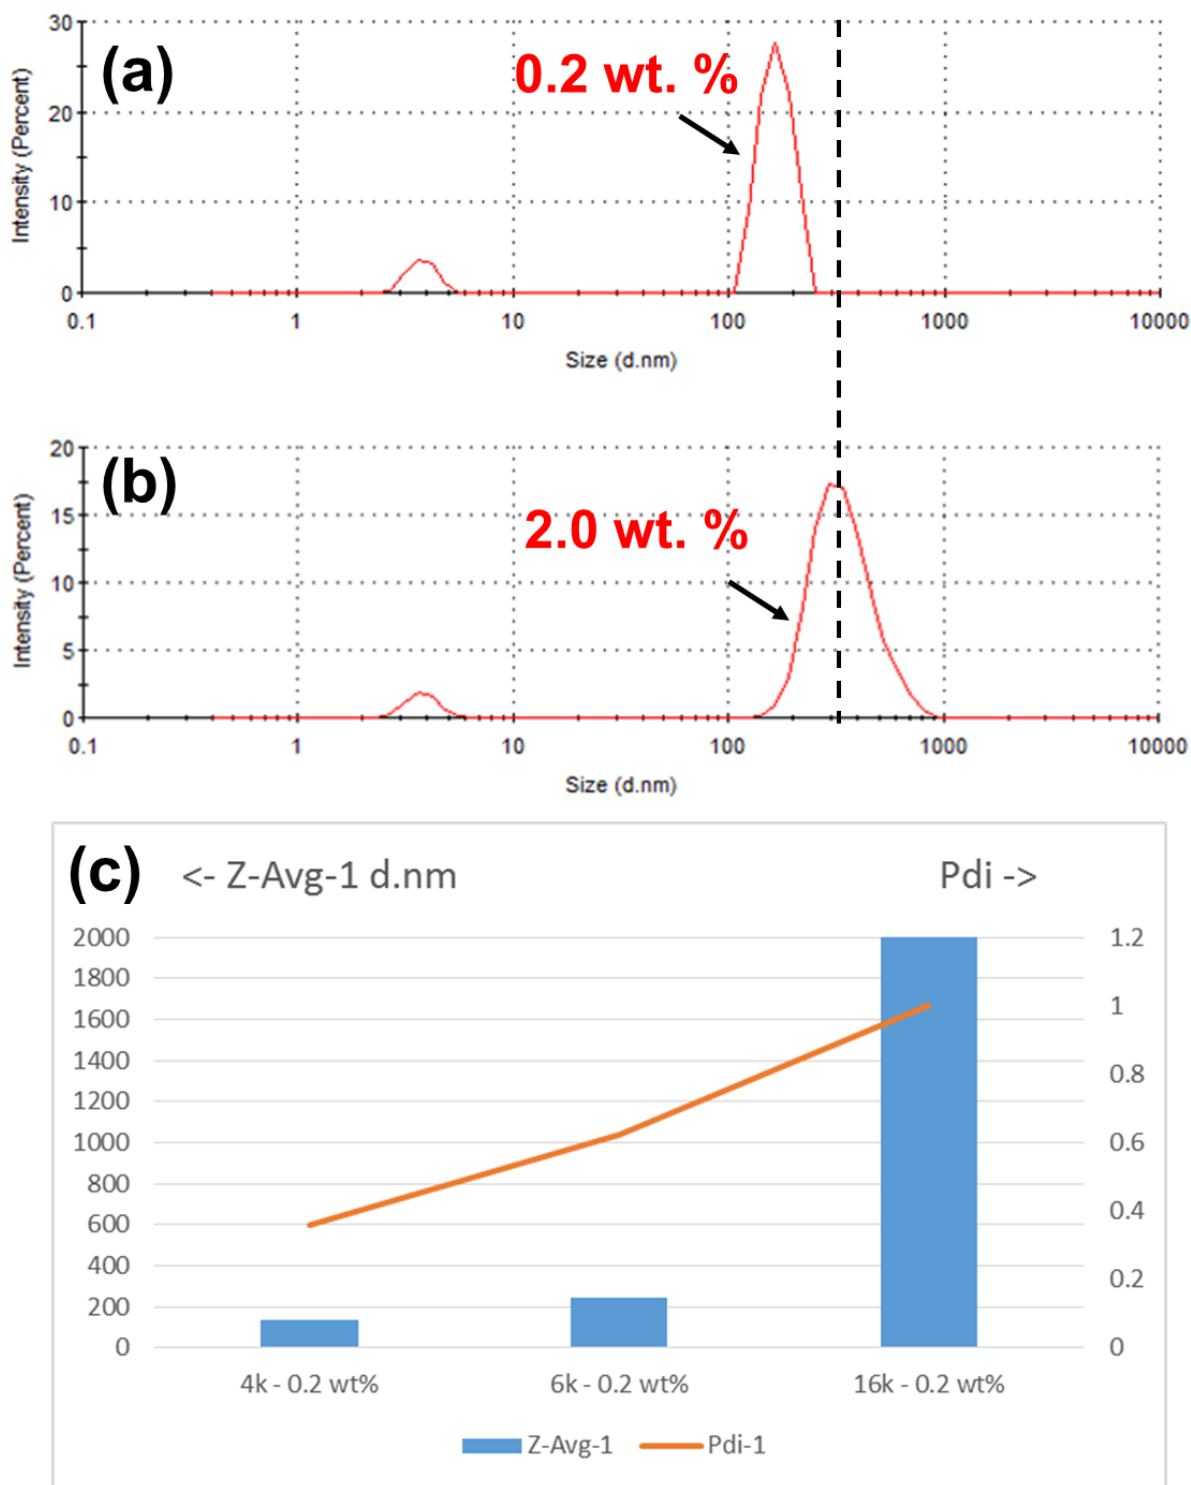 (a)
0.2 wt. %
Intensity (Percent)
30
20
10
0
0.1 1 10 100 1000 10000
Size (d.nm)
(b)
2.0 wt. %
Intensity (Percent)
20
15
10
5
0
0.1 1 10 100 1000 10000
Size (d.nm)
(c) <- Z-Avg-1 d.nm Pdi ->
2000 1.2
1800
1600 1
1400
0.8
1200
1000 0.6
800
600 0.4
400
0.2
200
0 0
4k - 0.2 wt% 6k - 0.2 wt% 16k - 0.2 wt%
Z-Avg-1 Pdi-1